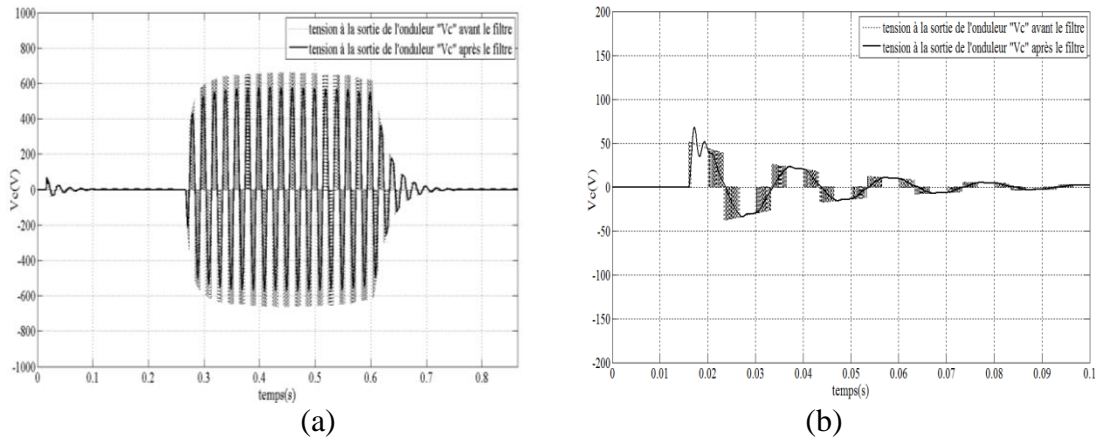 1000
800
600
400
200
0
-200
-400
-600
-800
-1000
Vc(V)
tension à la sortie de l'onduleur "Vc" avant le filtre
tension à la sortie de l'onduleur "Vc" après le filtre
0 0.1 0.2 0.3 0.4 0.5 0.6 0.7 0.8
temps(s)
(a)
200
150
100
50
0
-50
-100
-150
-200
Vc(V)
tension à la sortie de l'onduleur "Vc" avant le filtre
tension à la sortie de l'onduleur "Vc" après le filtre
0 0.01 0.02 0.03 0.04 0.05 0.06 0.07 0.08 0.09 0.1
temps(s)
(b)